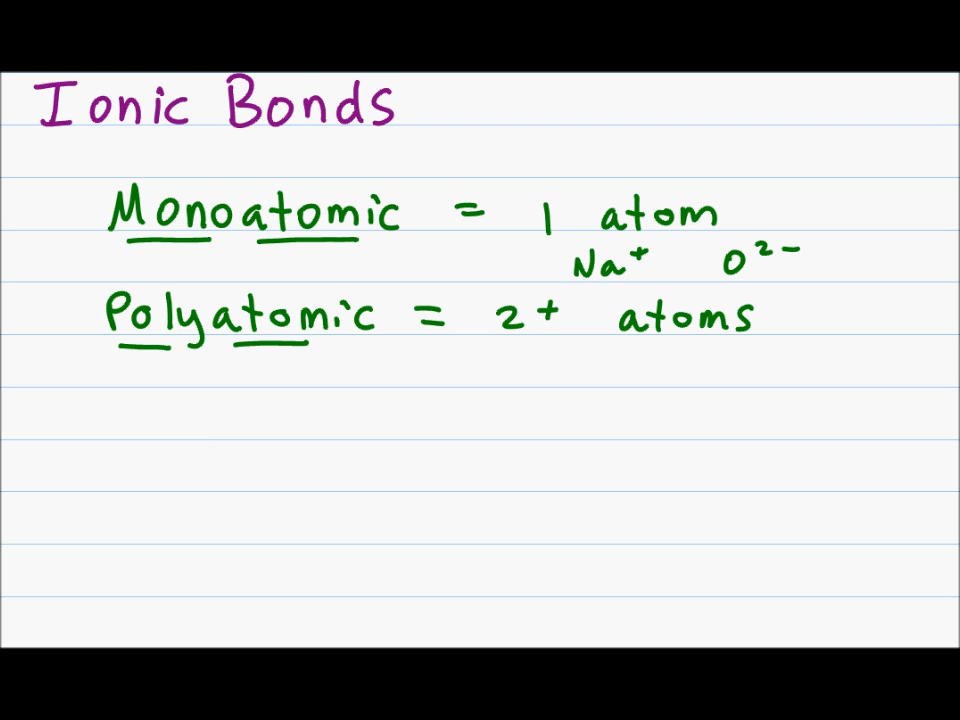 Ionic Bonds
Monoatomic = 1 atom
Na⁺ O²⁻
Polyatomic = 2+ atoms